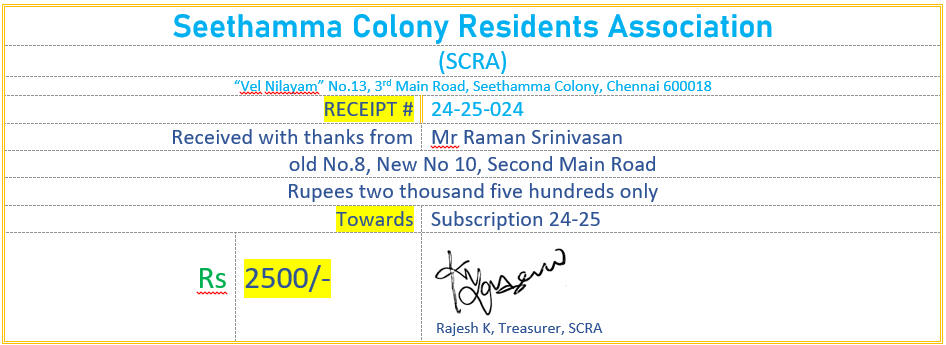 Seethamma Colony Residents Association
(SCRA)
“Vel Nilayam” No.13, 3rd Main Road, Seethamma Colony, Chennai 600018
RECEIPT # 24-25-024
Received with thanks from Mr Raman Srinivasan
old No.8, New No 10, Second Main Road
Rupees two thousand five hundreds only
Towards Subscription 24-25
Rs 2500/-
Rajesh K, Treasurer, SCRA